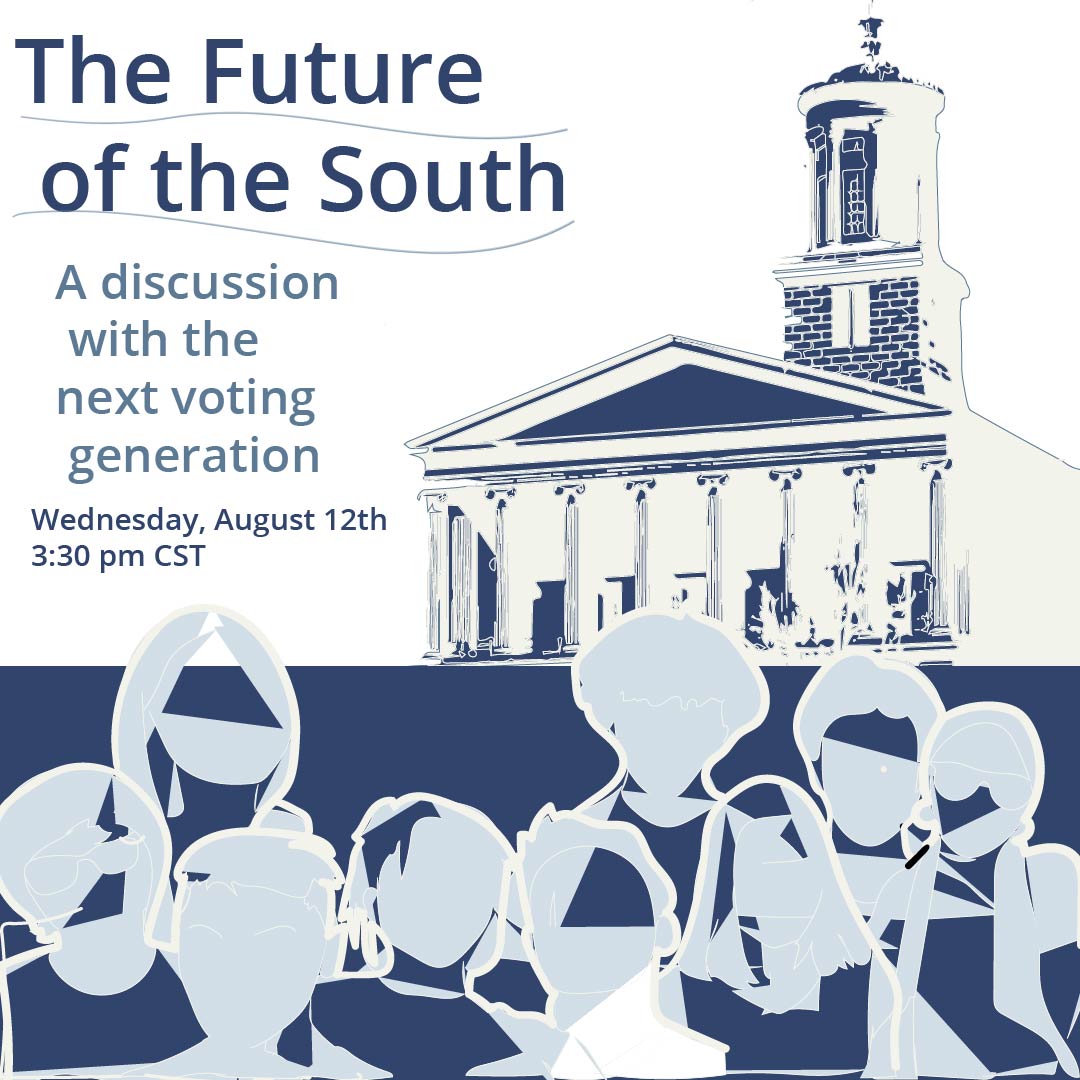 The Future
of the South
A discussion
with the
next voting
generation
Wednesday, August 12th
3:30 pm CST